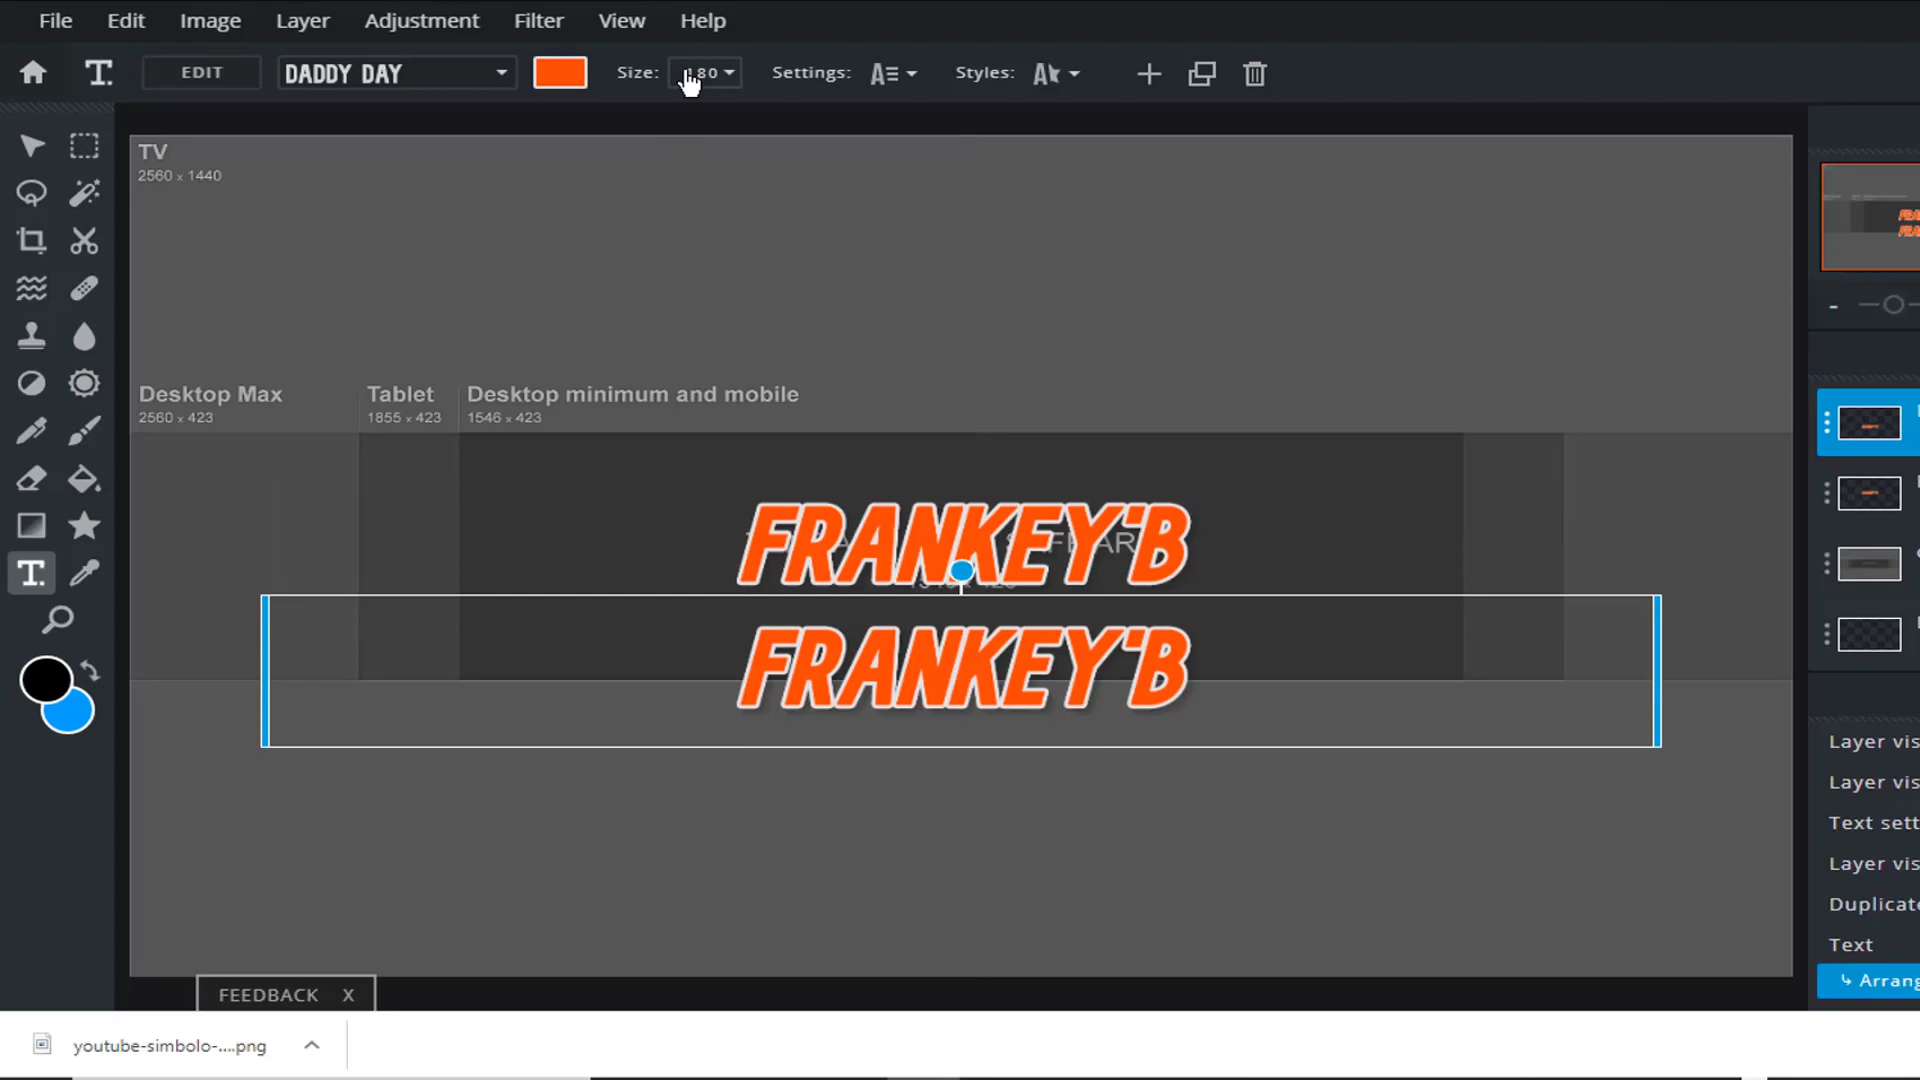 File Edit Image Layer Adjustment Filter View Help
EDIT DADDY DAY Size: 180 Settings: Styles:
TV
2560 x 1440
Desktop Max Tablet Desktop minimum and mobile
2560 x 423 1855 x 423 1546 x 423
FRANKEY'B
FRANKEY'B
Layer vis
Layer vis
Text sett
Layer vis
Duplicate
Text
Arrang
FEEDBACK X
youtube-simbolo-....png